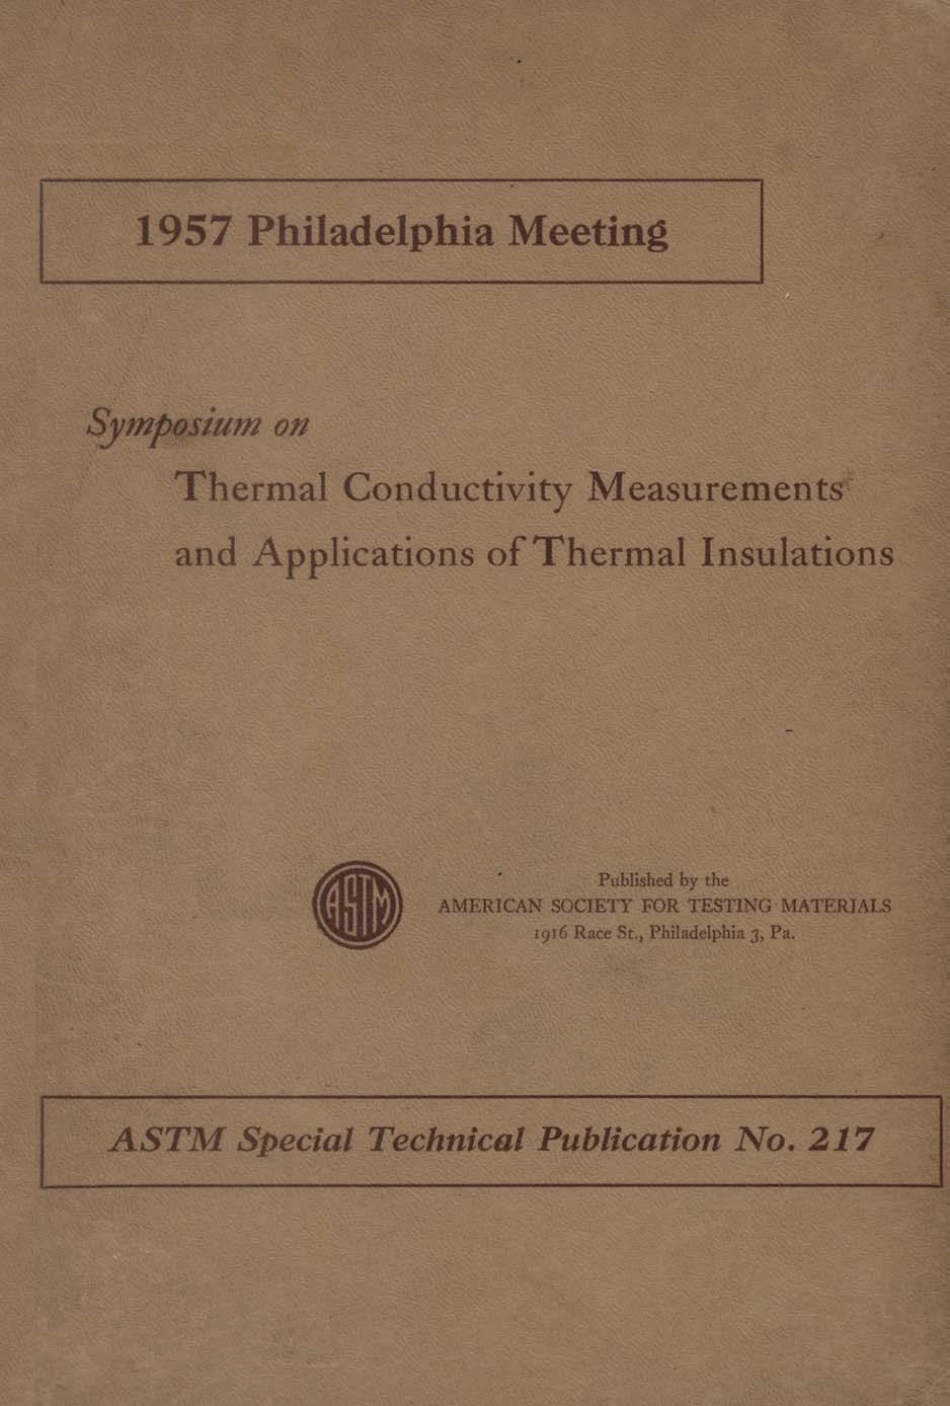 1957 Philadelphia Meeting
Symposium on
Thermal Conductivity Measurements
and Applications of Thermal Insulations
ASTM
Published by the
AMERICAN SOCIETY FOR TESTING MATERIALS
1916 Race St., Philadelphia 3, Pa.
ASTM Special Technical Publication No. 217